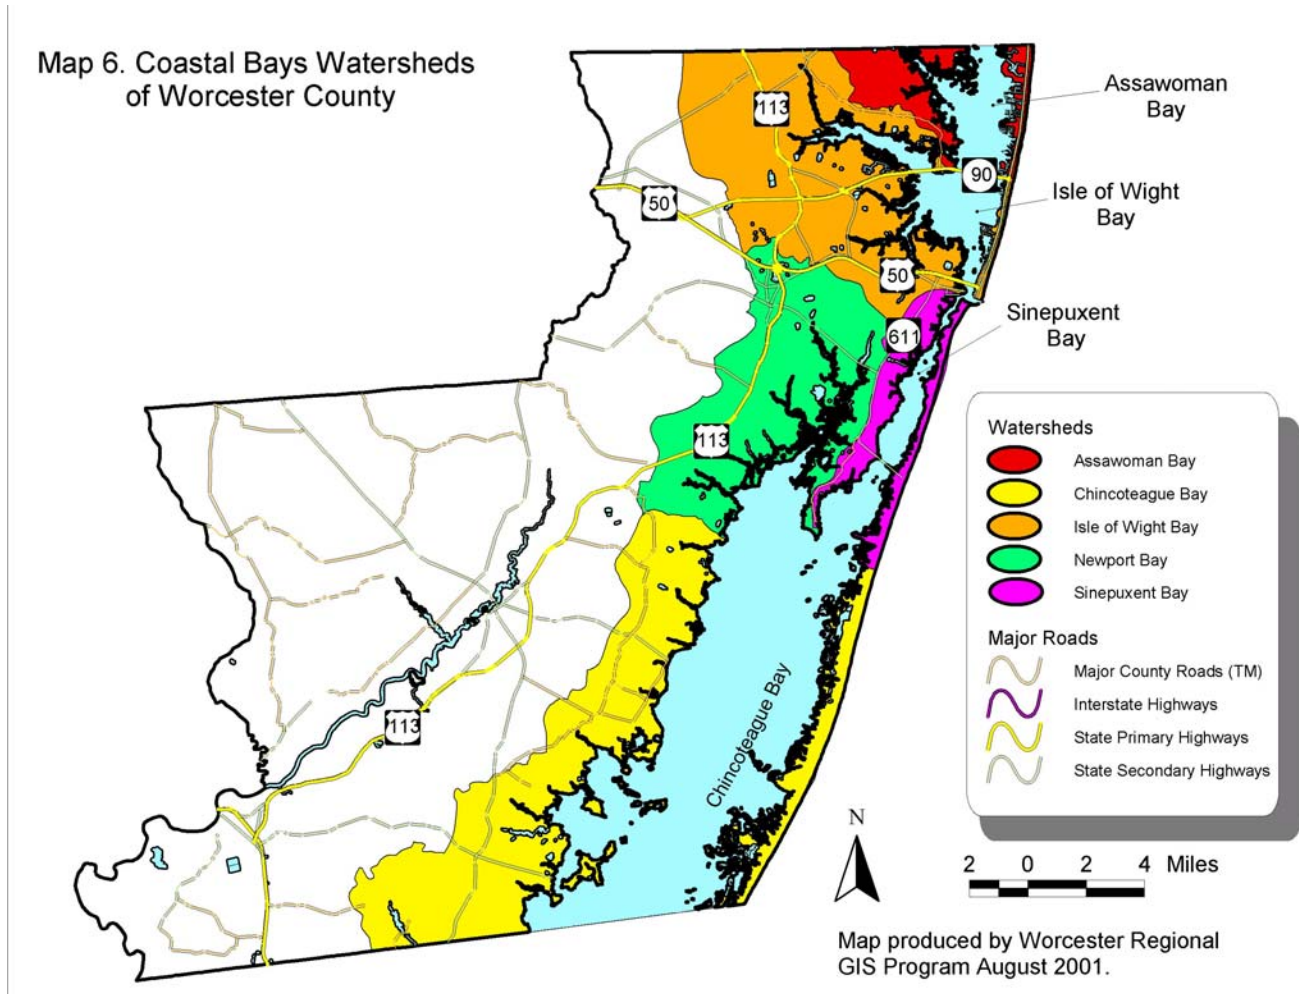 Map 6. Coastal Bays Watersheds
of Worcester County
Assawoman
Bay
113
90
Isle of Wight
Bay
50
50
Sinepuxent
Bay
611
113
113
Chincoteague Bay
Watersheds
Assawoman Bay
Chincoteague Bay
Isle of Wight Bay
Newport Bay
Sinepuxent Bay
Major Roads
Major County Roads (TM)
Interstate Highways
State Primary Highways
State Secondary Highways
N
2 0 2 4 Miles
Map produced by Worcester Regional
GIS Program August 2001.